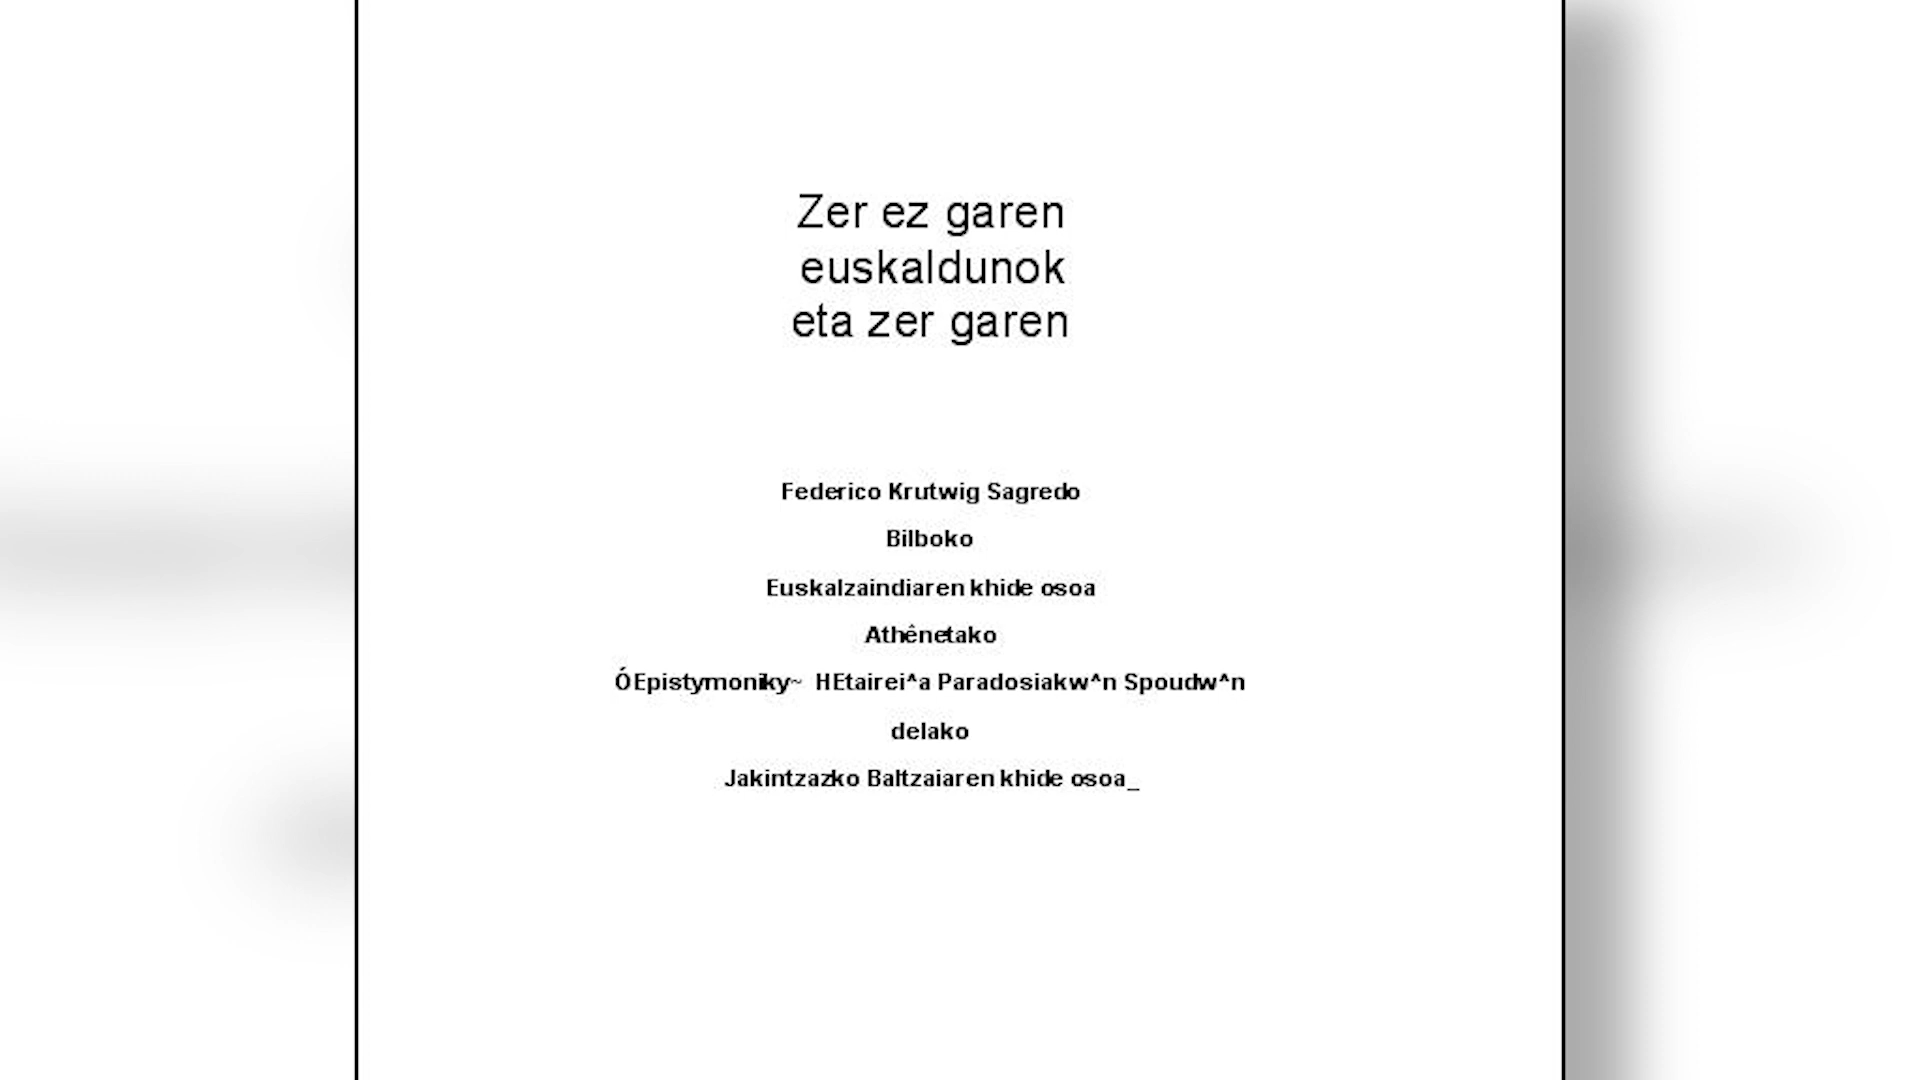 Zer ez garen
euskaldunok
eta zer garen
Federico Krutwig Sagredo
Bilboko
Euskalzaindiaren khide osoa
Athênetako
ÓEpistymoniky~ HEtairei^a Paradosiakw^n Spoudw^n
delako
Jakintzazko Baltzaiaren khide osoa_